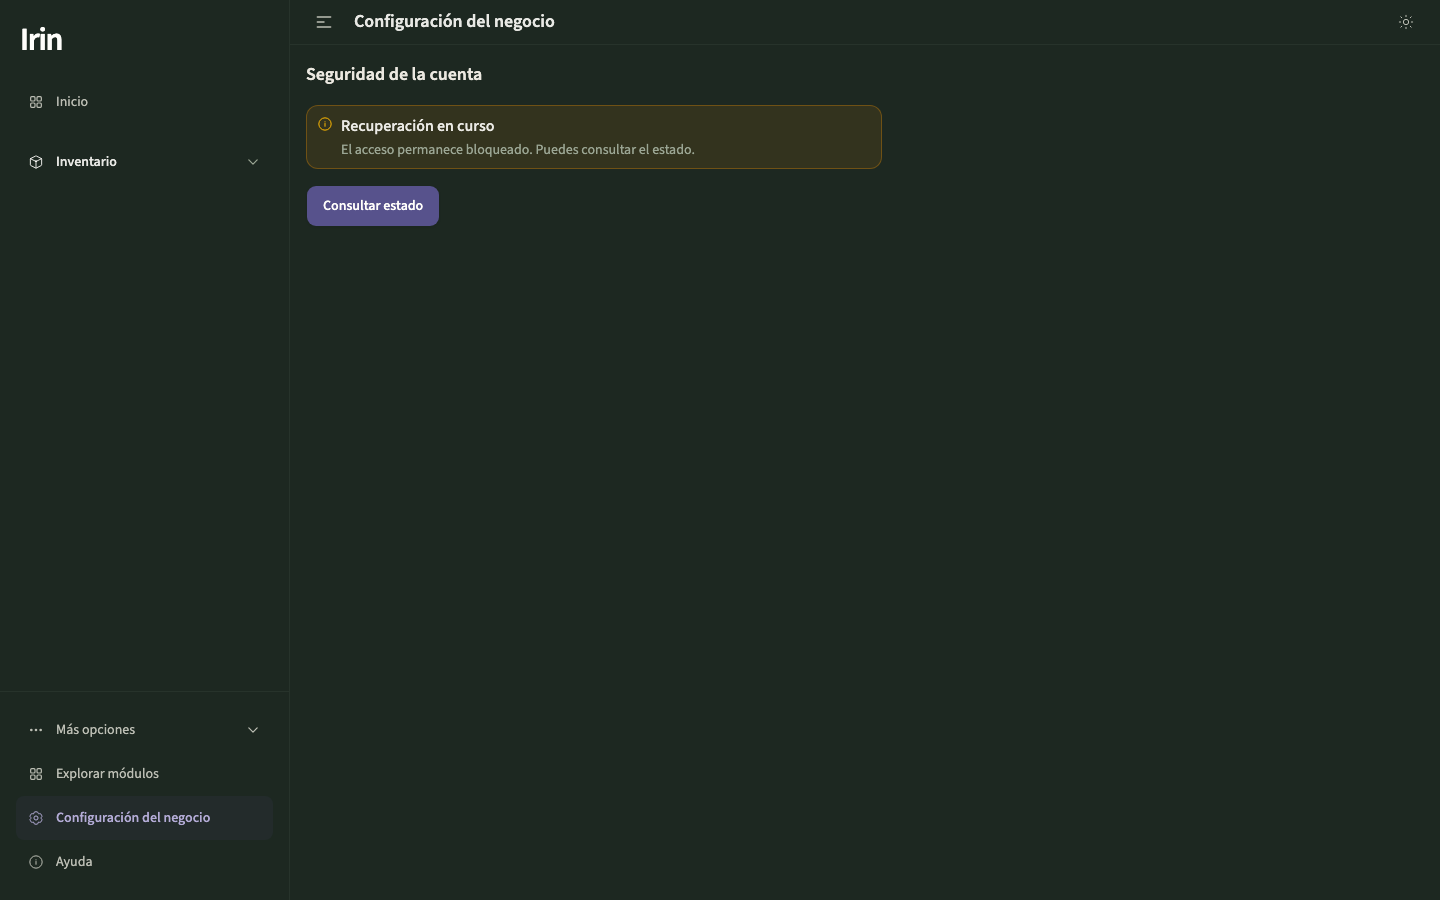 Irin
Inicio
Inventario
Más opciones
Explorar módulos
Configuración del negocio
Ayuda
Configuración del negocio
Seguridad de la cuenta
Recuperación en curso
El acceso permanece bloqueado. Puedes consultar el estado.
Consultar estado